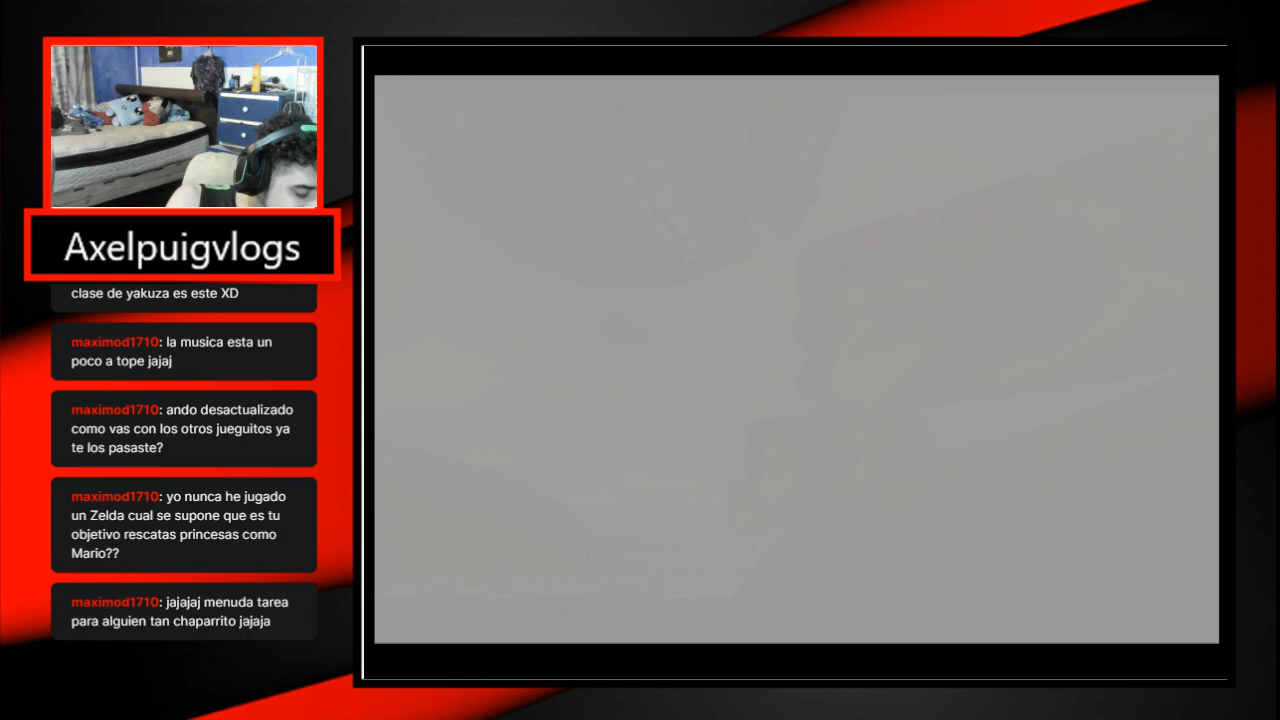 Axelpuigvlogs
clase de yakuza es este XD
maximod1710: la musica esta un
poco a tope jajaj
maximod1710: ando desactualizado
como vas con los otros jueguitos ya
te los pasaste?
maximod1710: yo nunca he jugado
un Zelda cual se supone que es tu
objetivo rescatas princesas como
Mario??
maximod1710: jajajaj menuda tarea
para alguien tan chaparrito jajaja